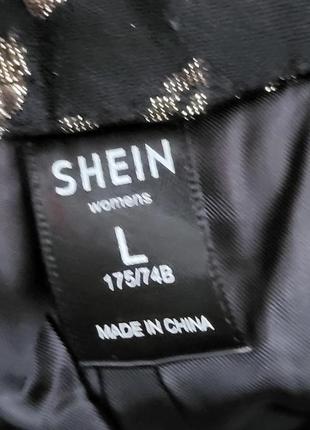 SHEIN
womens
L
175/74B
MADE IN CHINA